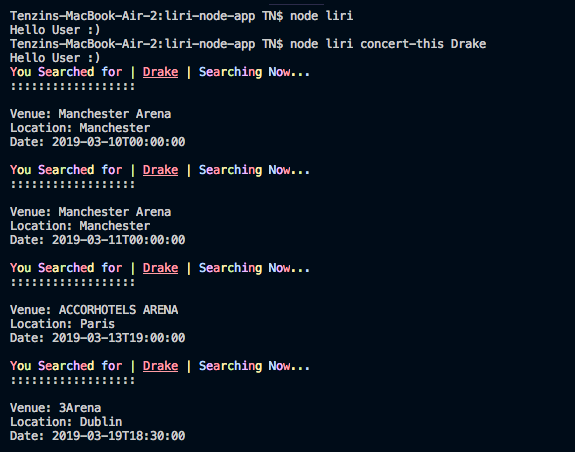 Tenzins-MacBook-Air-2:liri-node-app TN$ node liri
Hello User :)
Tenzins-MacBook-Air-2:liri-node-app TN$ node liri concert-this Drake
Hello User :)
You Searched for | Drake | Searching Now...
::::::::::::::::::
Venue: Manchester Arena
Location: Manchester
Date: 2019-03-10T00:00:00
You Searched for | Drake | Searching Now...
::::::::::::::::::
Venue: Manchester Arena
Location: Manchester
Date: 2019-03-11T00:00:00
You Searched for | Drake | Searching Now...
::::::::::::::::::
Venue: ACCORHOTELS ARENA
Location: Paris
Date: 2019-03-13T19:00:00
You Searched for | Drake | Searching Now...
::::::::::::::::::
Venue: 3Arena
Location: Dublin
Date: 2019-03-19T18:30:00